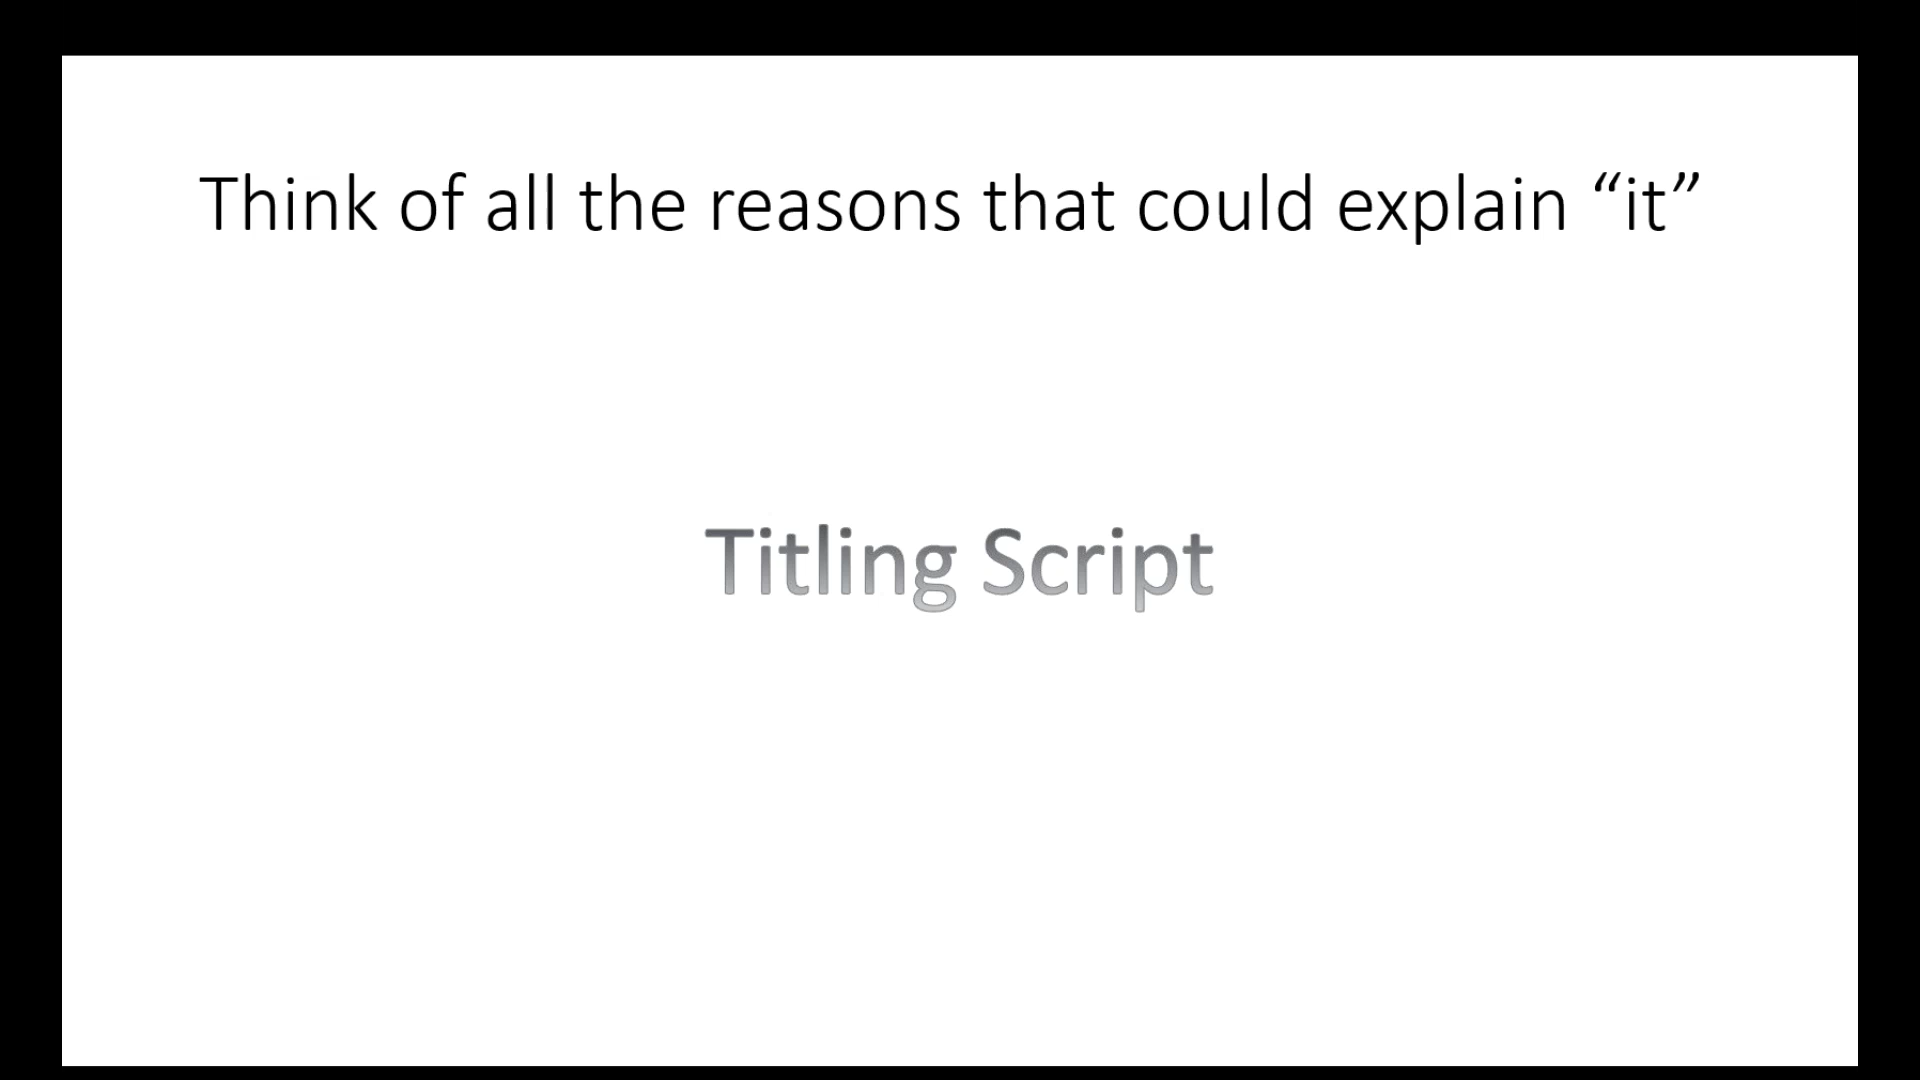 Think of all the reasons that could explain “it”
Titling Script